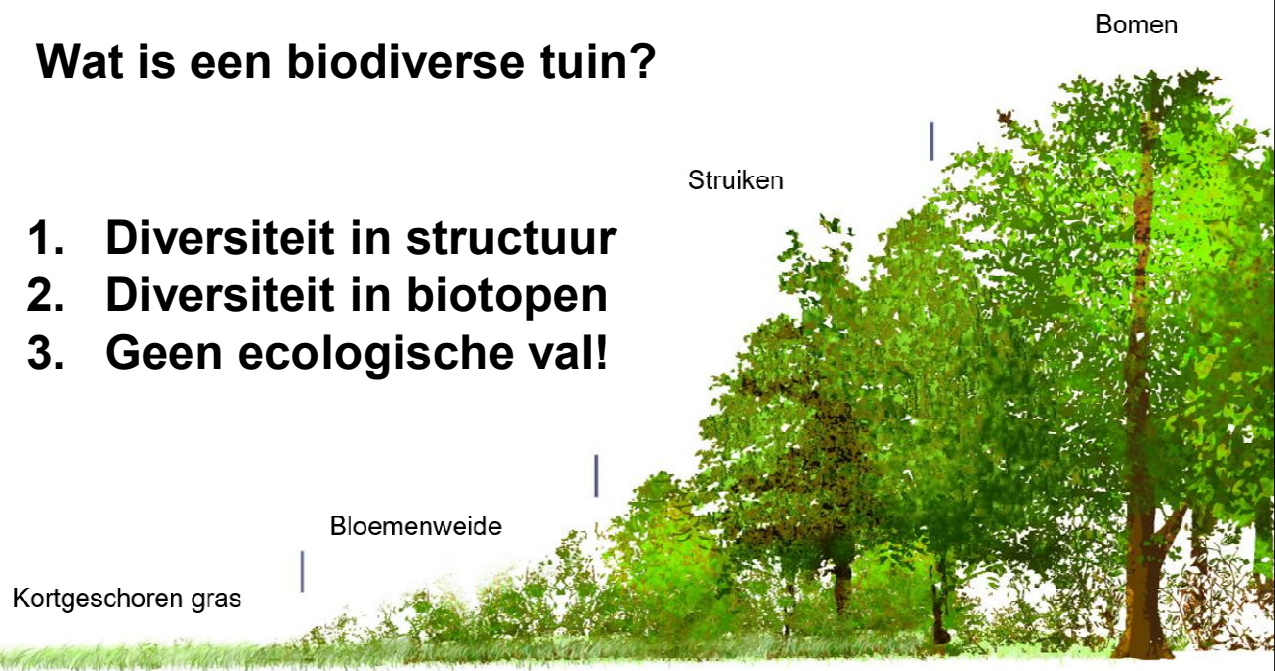 Wat is een biodiverse tuin?
Bomen
Struiken
1. Diversiteit in structuur
2. Diversiteit in biotopen
3. Geen ecologische val!
Bloemenweide
Kortgeschoren gras